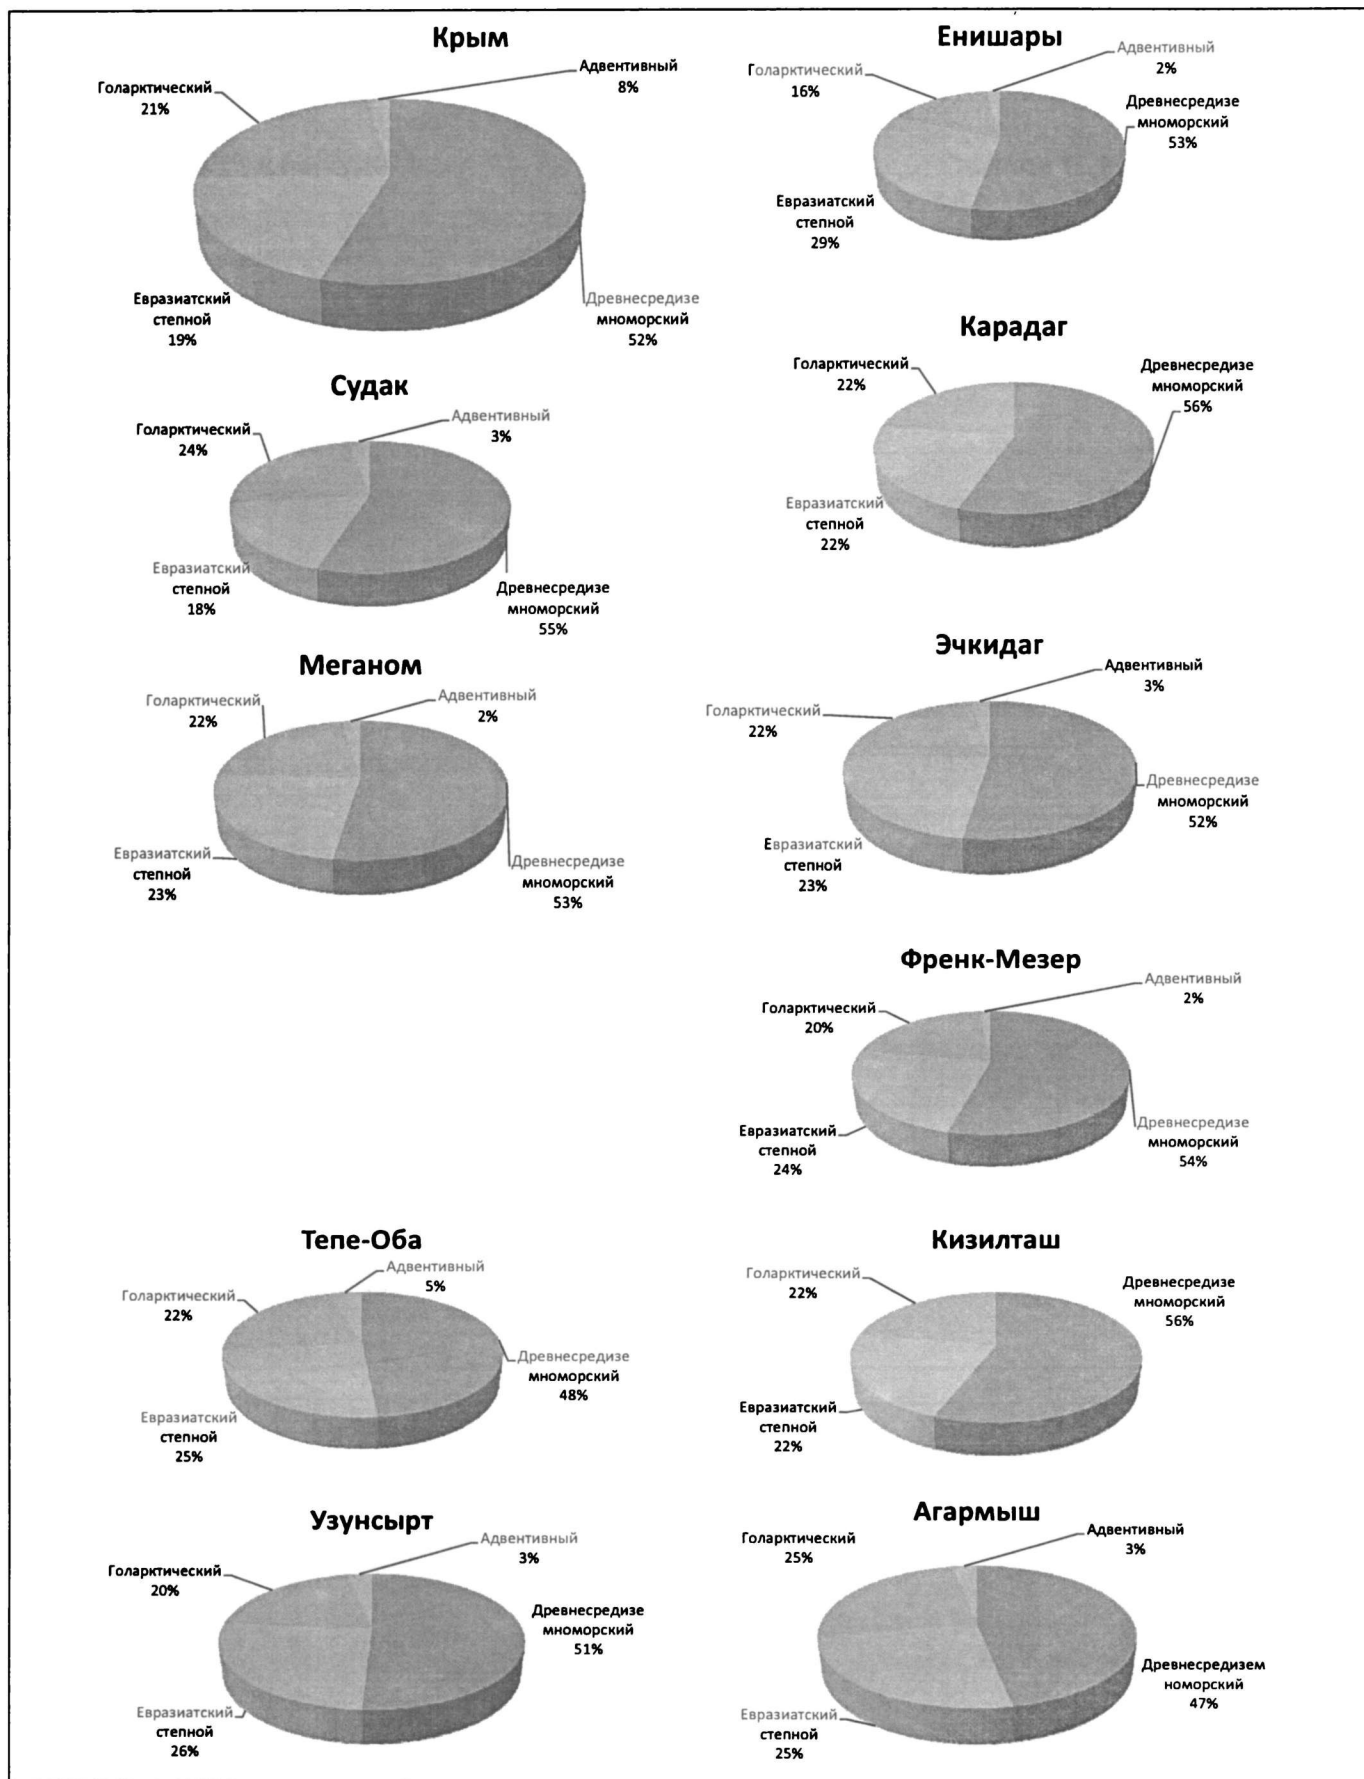 Крым
Адвентивный
8%
Голарктический
21%
Евразиатский
степной
19%
Древнесредизе
мноморский
52%
Енишары
Адвентивный
2%
Голарктический
16%
Древнесредизе
мноморский
53%
Евразиатский
степной
29%
Судак
Адвентивный
3%
Голарктический
24%
Евразиатский
степной
18%
Древнесредизе
мноморский
55%
Карадаг
Голарктический
22%
Древнесредизе
мноморский
56%
Евразиатский
степной
22%
Меганом
Адвентивный
2%
Голарктический
22%
Евразиатский
степной
23%
Древнесредизе
мноморский
53%
Эчкидаг
Адвентивный
3%
Голарктический
22%
Древнесредизе
мноморский
52%
Евразиатский
степной
23%
Френк-Мезер
Адвентивный
2%
Голарктический
20%
Евразиатский
степной
24%
Древнесредизе
мноморский
54%
Тепе-Оба
Адвентивный
5%
Голарктический
22%
Древнесредизе
мноморский
48%
Евразиатский
степной
25%
Кизилташ
Голарктический
22%
Древнесредизе
мноморский
56%
Евразиатский
степной
22%
Узунсырт
Адвентивный
3%
Голарктический
20%
Древнесредизе
мноморский
51%
Евразиатский
степной
26%
Агармыш
Голарктический
25%
Адвентивный
3%
Древнесредизем
номорский
47%
Евразиатский
степной
25%